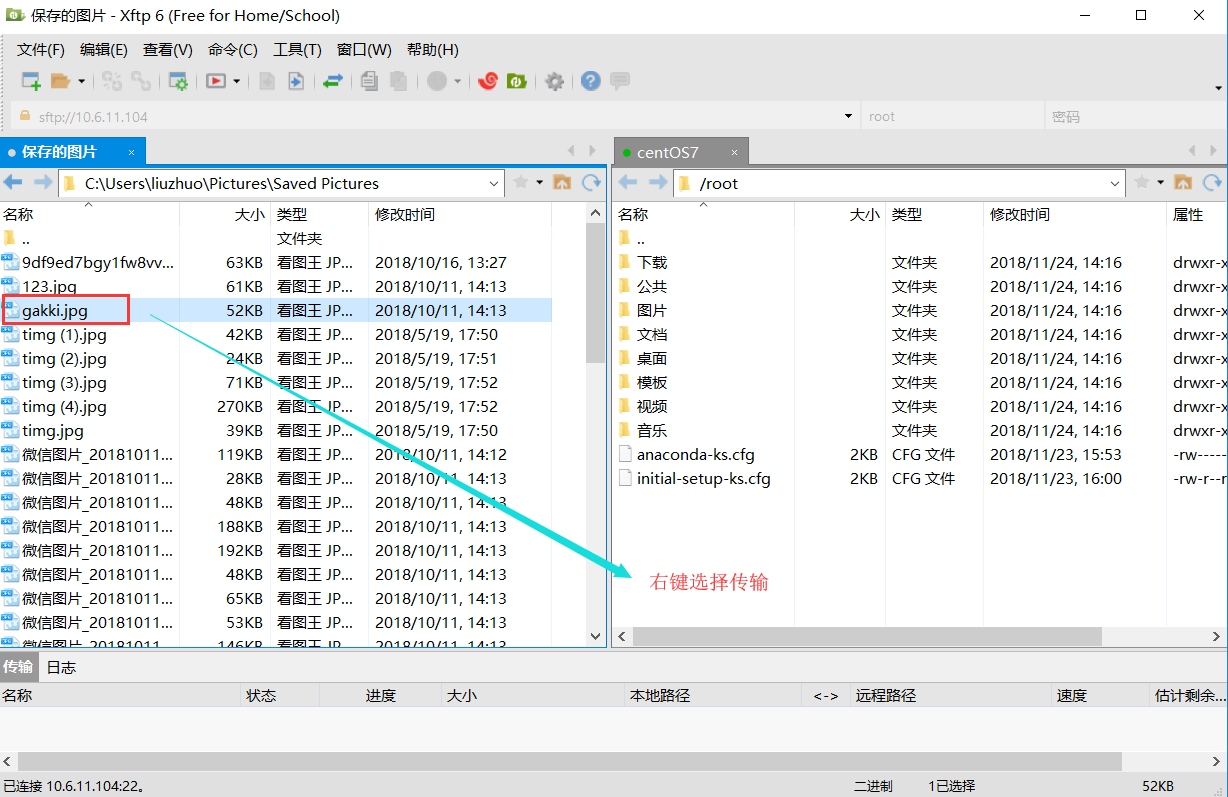 保存的图片 - Xftp 6 (Free for Home/School)
文件(F) 编辑(E) 查看(V) 命令(C) 工具(T) 窗口(W) 帮助(H)
sftp://10.6.11.104 root 密码
保存的图片 × centOS7 ×
C:\Users\liuzhuo\Pictures\Saved Pictures /root
名称 大小 类型 修改时间 名称 大小 类型 修改时间 属性
.. 文件夹 ..
9df9ed7bgy1fw8vv... 63KB 看图王 JP... 2018/10/16, 13:27 下载 文件夹 2018/11/24, 14:16 drwxr-x
123.jpg 61KB 看图王 JP... 2018/10/11, 14:13 公共 文件夹 2018/11/24, 14:16 drwxr-x
gakki.jpg 52KB 看图王 JP... 2018/10/11, 14:13 图片 文件夹 2018/11/24, 14:16 drwxr-x
timg (1).jpg 42KB 看图王 JP... 2018/5/19, 17:50 文档 文件夹 2018/11/24, 14:16 drwxr-x
timg (2).jpg 24KB 看图王 JP... 2018/5/19, 17:51 桌面 文件夹 2018/11/24, 14:16 drwxr-x
timg (3).jpg 71KB 看图王 JP... 2018/5/19, 17:52 模板 文件夹 2018/11/24, 14:16 drwxr-x
timg (4).jpg 270KB 看图王 JP... 2018/5/19, 17:52 视频 文件夹 2018/11/24, 14:16 drwxr-x
timg.jpg 39KB 看图王 JP... 2018/5/19, 17:50 音乐 文件夹 2018/11/24, 14:16 drwxr-x
微信图片_20181011... 119KB 看图王 JP... 2018/10/11, 14:12 anaconda-ks.cfg 2KB CFG 文件 2018/11/23, 15:53 -rw-----
微信图片_20181011... 28KB 看图王 JP... 2018/10/11, 14:13 initial-setup-ks.cfg 2KB CFG 文件 2018/11/23, 16:00 -rw-r--r
微信图片_20181011... 48KB 看图王 JP... 2018/10/11, 14:13
微信图片_20181011... 188KB 看图王 JP... 2018/10/11, 14:13
微信图片_20181011... 192KB 看图王 JP... 2018/10/11, 14:13
微信图片_20181011... 48KB 看图王 JP... 2018/10/11, 14:13
右键选择传输
微信图片_20181011... 65KB 看图王 JP... 2018/10/11, 14:13
微信图片_20181011... 53KB 看图王 JP... 2018/10/11, 14:13
微信图片_20181011... 146KB 看图王 JP... 2018/10/11, 14:13
传输 日志
名称 状态 进度 大小 本地路径 <-> 远程路径 速度 估计剩余...
已连接 10.6.11.104:22。 二进制 1已选择 52KB